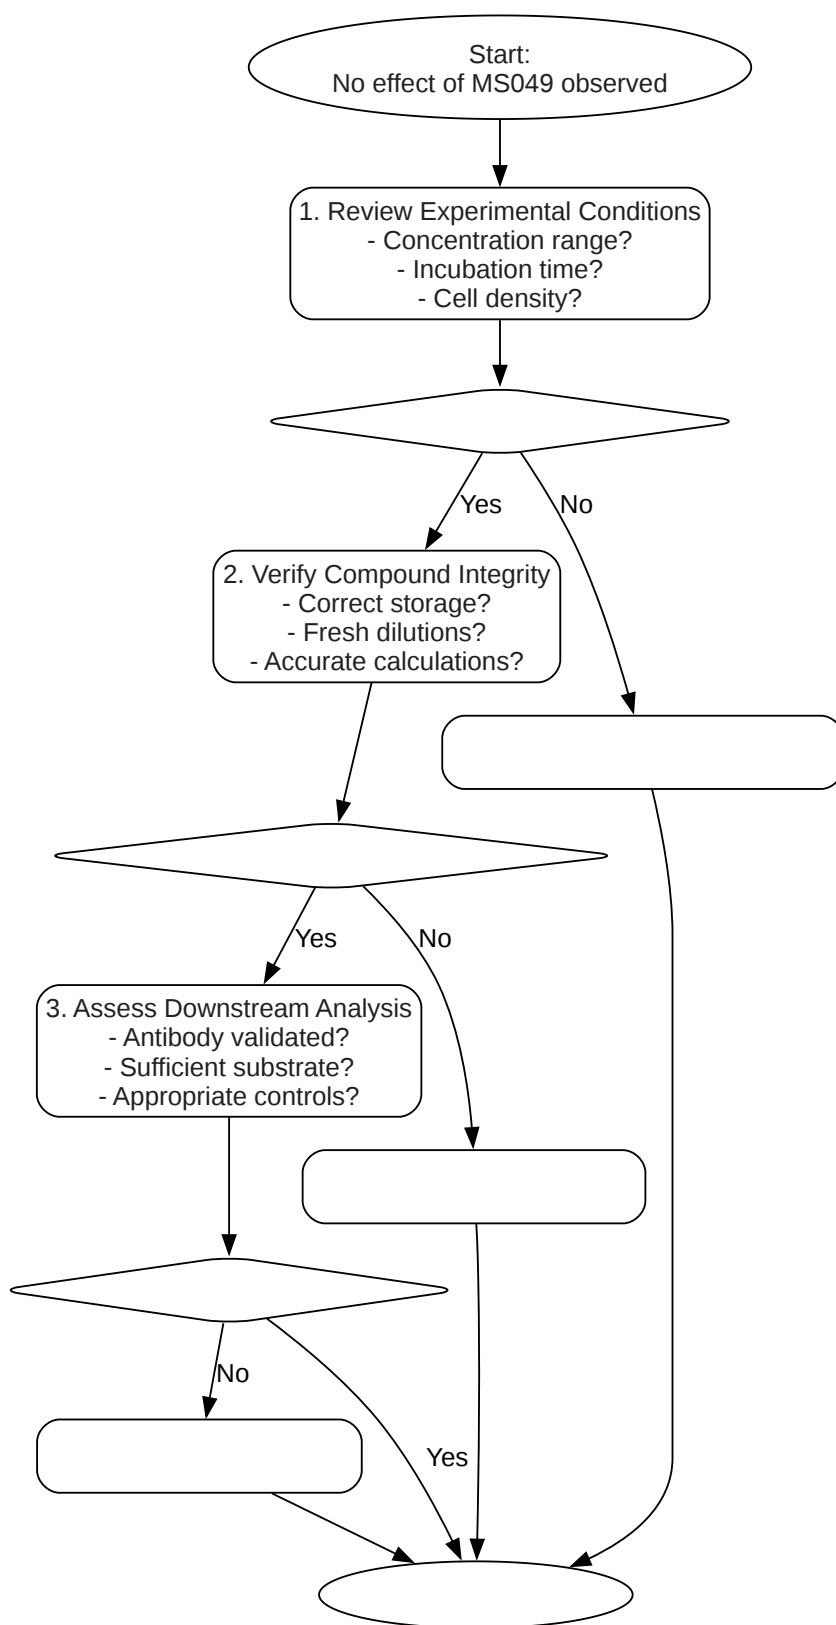 Start:
No effect of MS049 observed
1. Review Experimental Conditions
- Concentration range?
- Incubation time?
- Cell density?
Yes
No
2. Verify Compound Integrity
- Correct storage?
- Fresh dilutions?
- Accurate calculations?
Yes
No
3. Assess Downstream Analysis
- Antibody validated?
- Sufficient substrate?
- Appropriate controls?
No
Yes